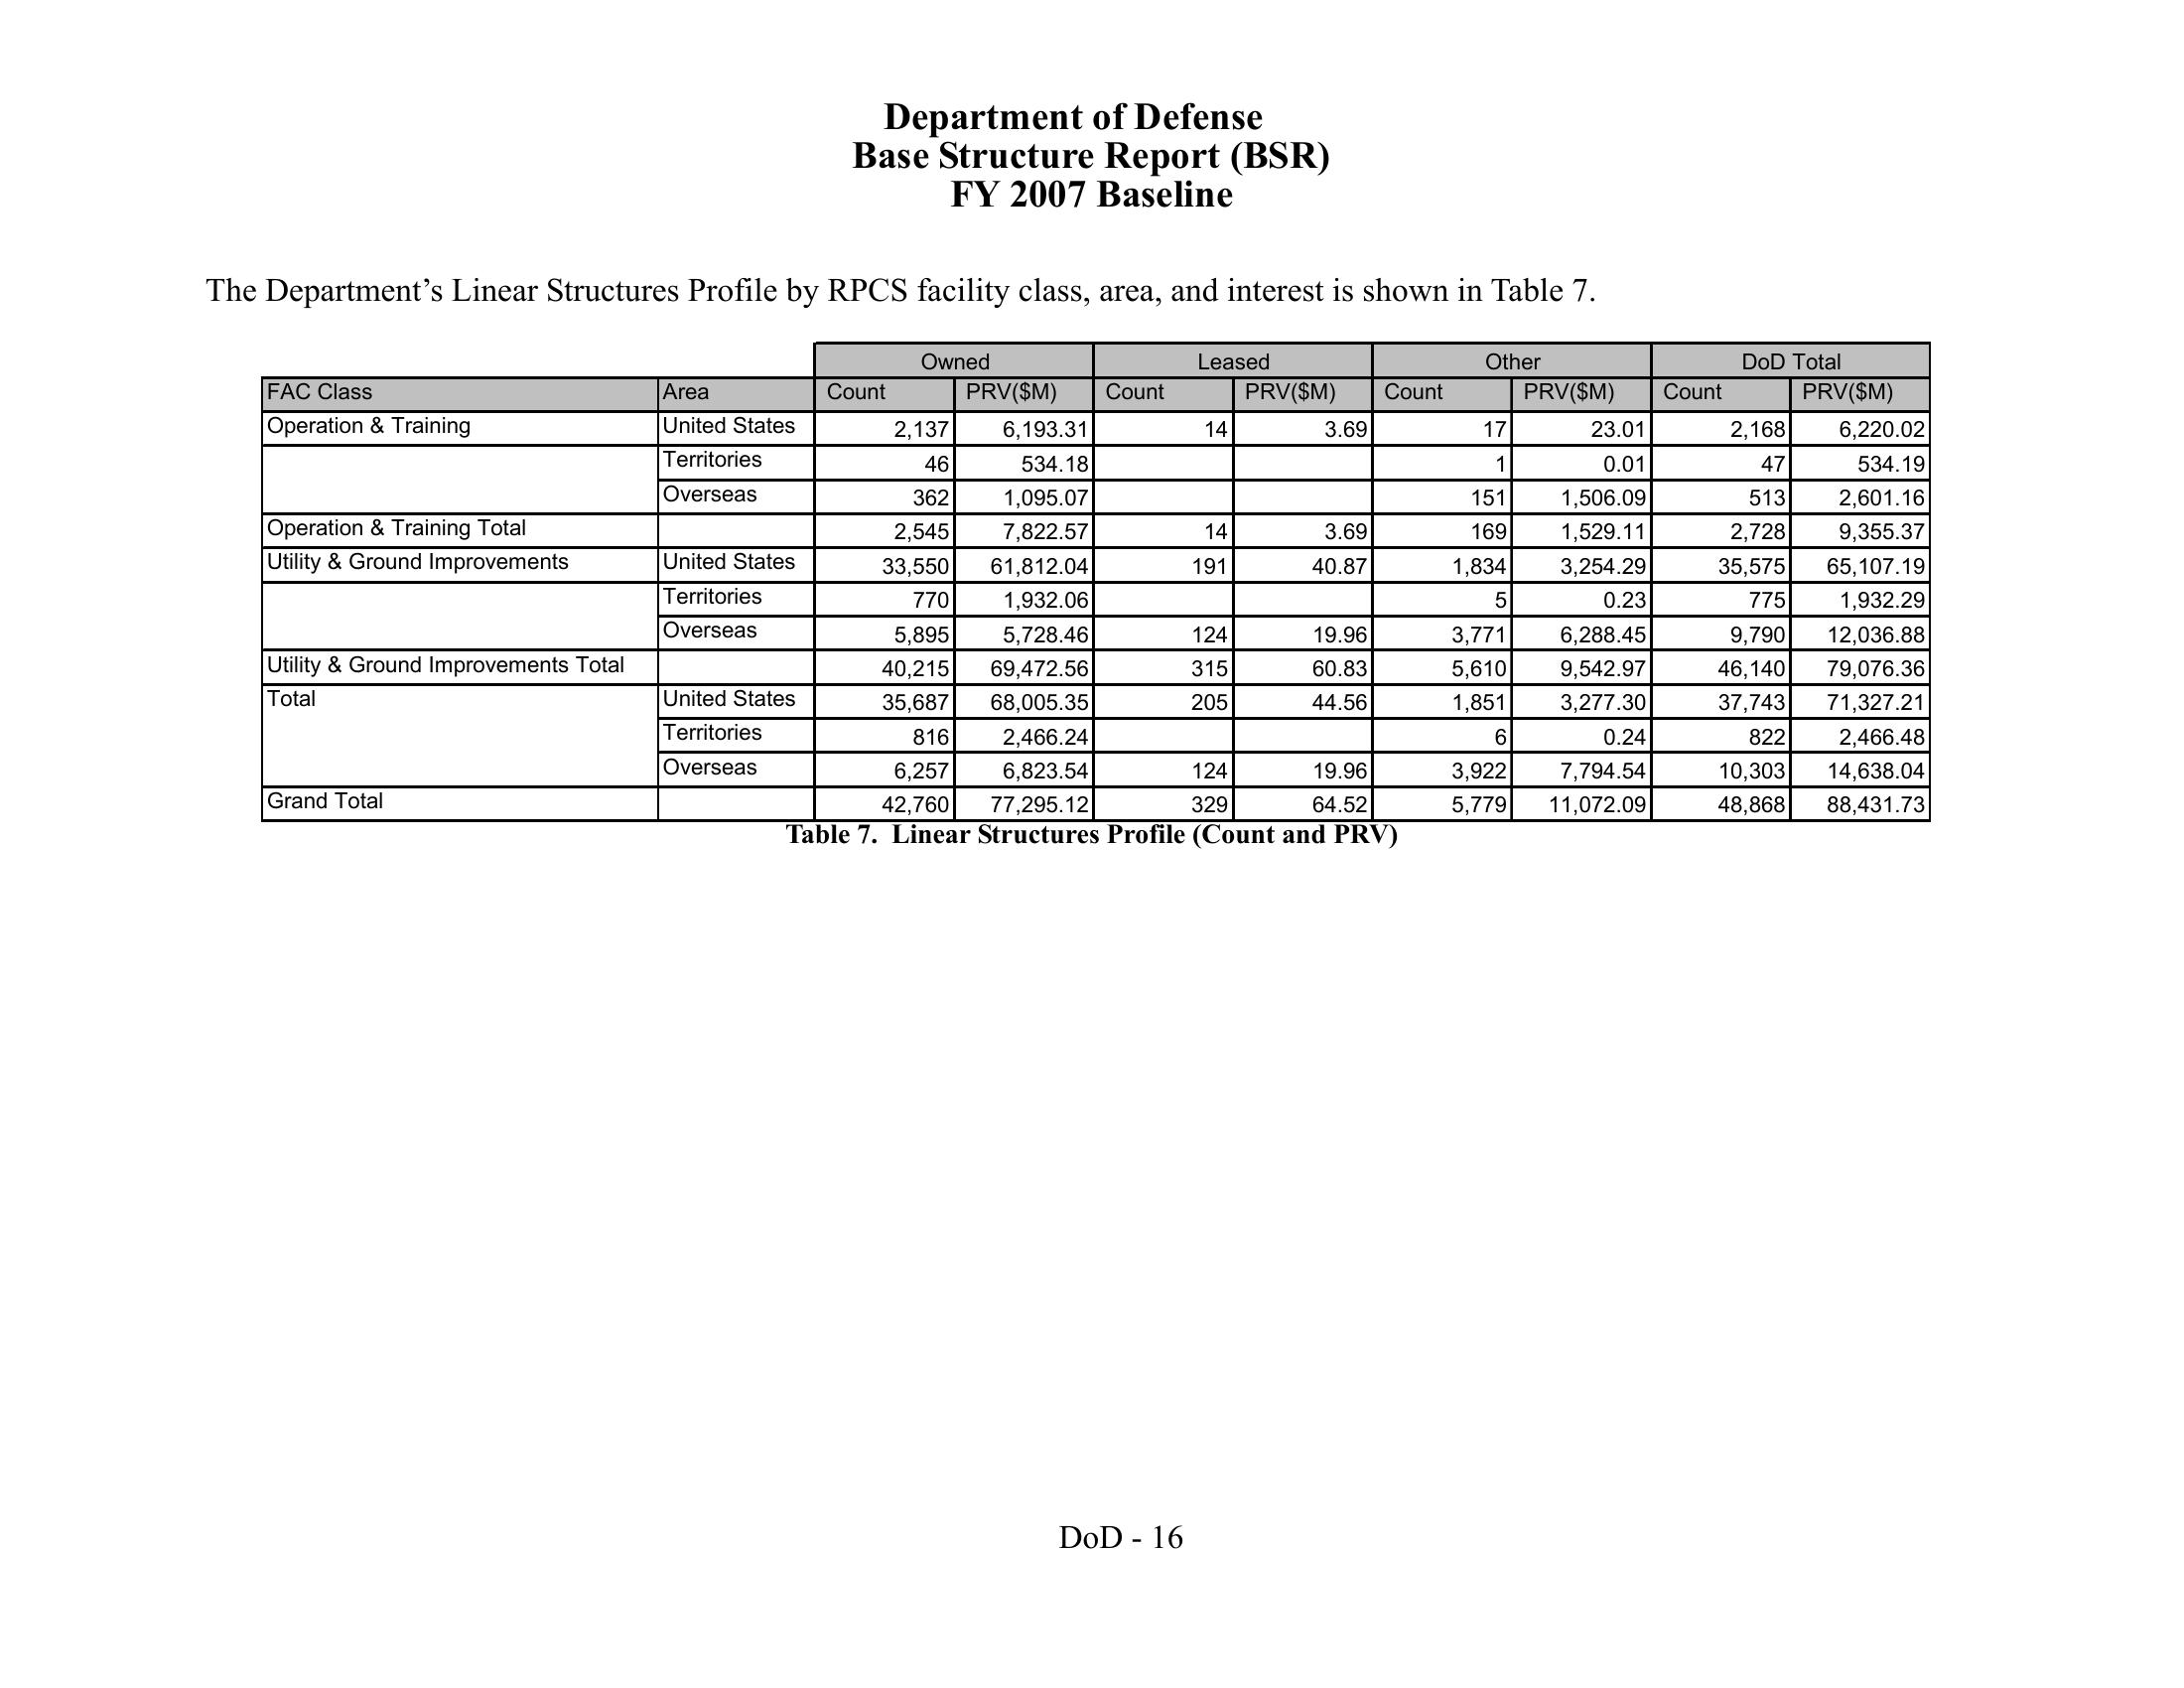 Department of Defense
Base Structure Report (BSR)
FY 2007 Baseline
The Department’s Linear Structures Profile by RPCS facility class, area, and interest is shown in Table 7.
Owned Leased Other DoD Total
FAC Class Area Count PRV($M) Count PRV($M) Count PRV($M) Count PRV($M)
Operation & Training United States 2,137 6,193.31 14 3.69 17 23.01 2,168 6,220.02
Territories 46 534.18 1 0.01 47 534.19
Overseas 362 1,095.07 151 1,506.09 513 2,601.16
Operation & Training Total 2,545 7,822.57 14 3.69 169 1,529.11 2,728 9,355.37
Utility & Ground Improvements United States 33,550 61,812.04 191 40.87 1,834 3,254.29 35,575 65,107.19
Territories 770 1,932.06 5 0.23 775 1,932.29
Overseas 5,895 5,728.46 124 19.96 3,771 6,288.45 9,790 12,036.88
Utility & Ground Improvements Total 40,215 69,472.56 315 60.83 5,610 9,542.97 46,140 79,076.36
Total United States 35,687 68,005.35 205 44.56 1,851 3,277.30 37,743 71,327.21
Territories 816 2,466.24 6 0.24 822 2,466.48
Overseas 6,257 6,823.54 124 19.96 3,922 7,794.54 10,303 14,638.04
Grand Total 42,760 77,295.12 329 64.52 5,779 11,072.09 48,868 88,431.73
Table 7. Linear Structures Profile (Count and PRV)
DoD - 16